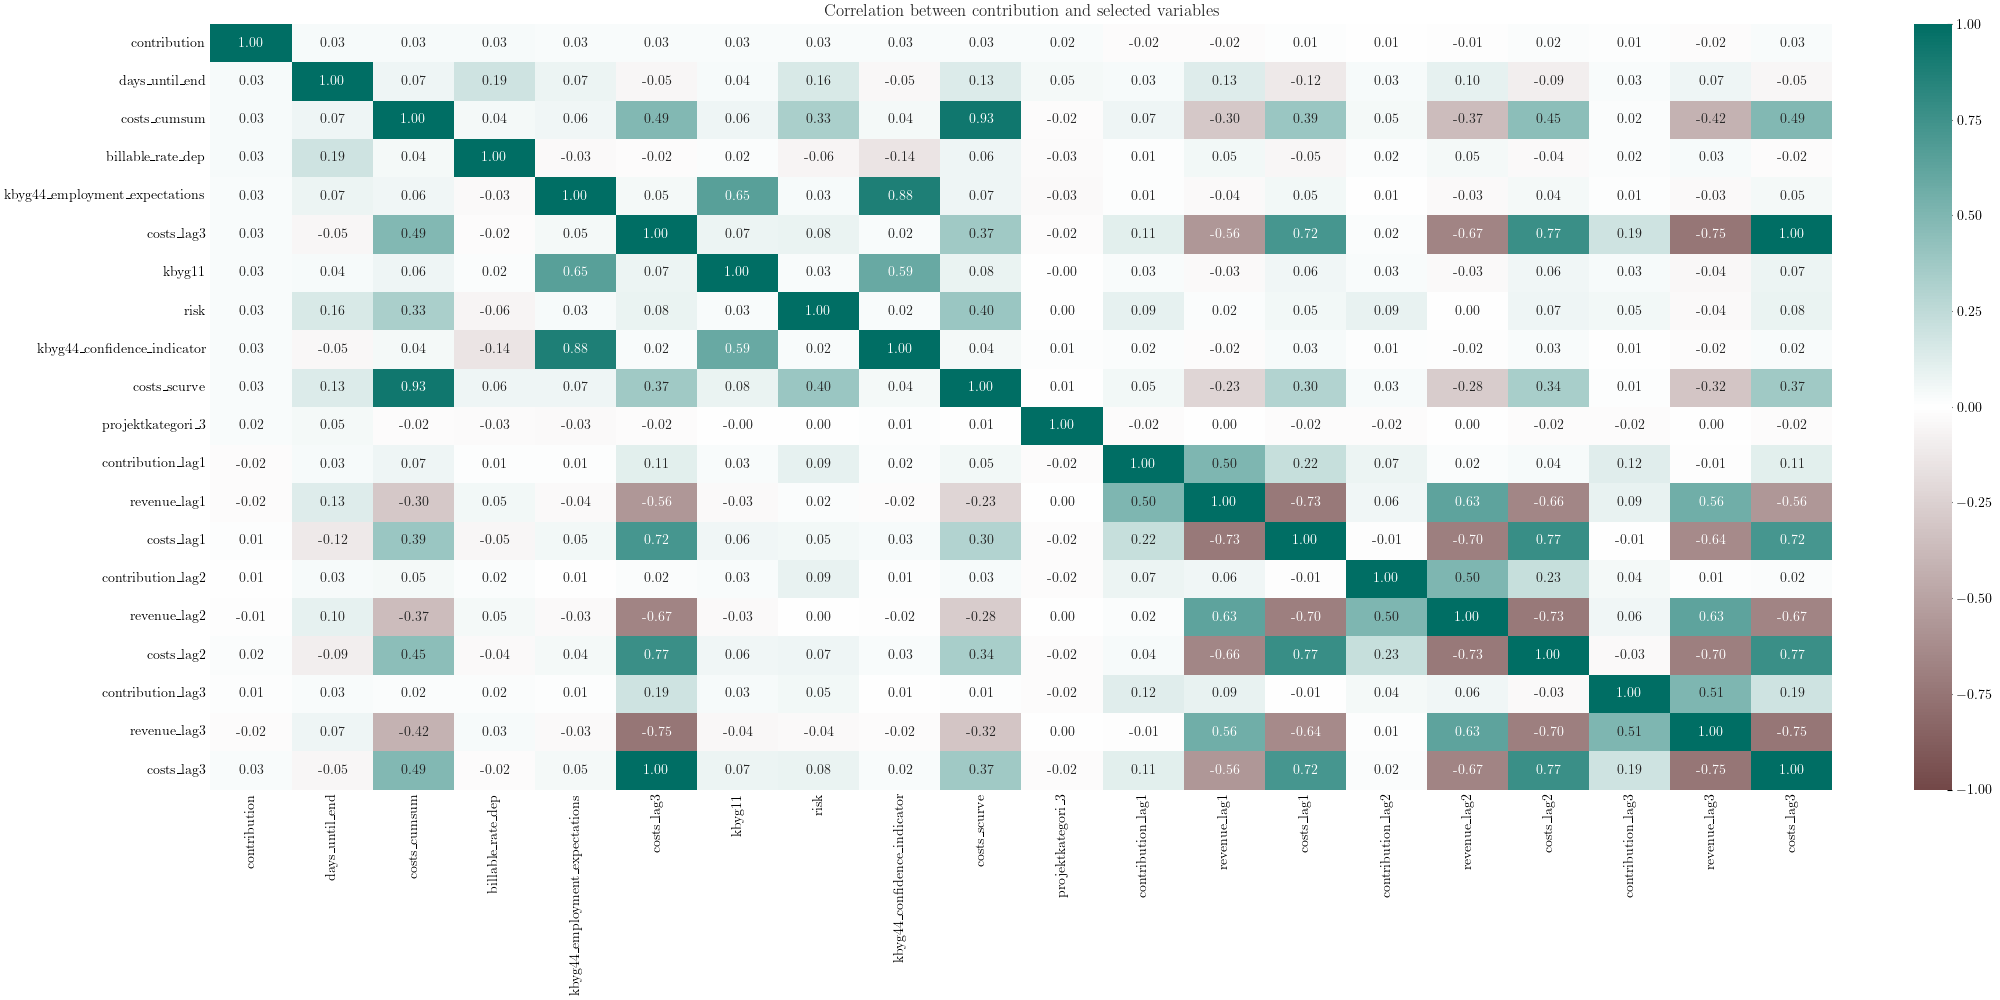 Correlation between contribution and selected variables
contribution 1.00 0.03 0.03 0.03 0.03 0.03 0.03 0.03 0.03 0.03 0.02 -0.02 -0.02 0.01 0.01 -0.01 0.02 0.01 -0.02 0.03
days_until_end 0.03 1.00 0.07 0.19 0.07 -0.05 0.04 0.16 -0.05 0.13 0.05 0.03 0.13 -0.12 0.03 0.10 -0.09 0.03 0.07 -0.05
costs_cumsum 0.03 0.07 1.00 0.04 0.06 0.49 0.06 0.33 0.04 0.93 -0.02 0.07 -0.30 0.39 0.05 -0.37 0.45 0.02 -0.42 0.49
billable_rate_dep 0.03 0.19 0.04 1.00 -0.03 -0.02 0.02 -0.06 -0.14 0.06 -0.03 0.01 0.05 -0.05 0.02 0.05 -0.04 0.02 0.03 -0.02
kbyg44_employment_expectations 0.03 0.07 0.06 -0.03 1.00 0.05 0.65 0.03 0.88 0.07 -0.03 0.01 -0.04 0.05 0.01 -0.03 0.04 0.01 -0.03 0.05
costs_lag3 0.03 -0.05 0.49 -0.02 0.05 1.00 0.07 0.08 0.02 0.37 -0.02 0.11 -0.56 0.72 0.02 -0.67 0.77 0.19 -0.75 1.00
kbyg11 0.03 0.04 0.06 0.02 0.65 0.07 1.00 0.03 0.59 0.08 -0.00 0.03 -0.03 0.06 0.03 -0.03 0.06 0.03 -0.04 0.07
risk 0.03 0.16 0.33 -0.06 0.03 0.08 0.03 1.00 0.02 0.40 0.00 0.09 0.02 0.05 0.09 0.00 0.07 0.05 -0.04 0.08
kbyg44_confidence_indicator 0.03 -0.05 0.04 -0.14 0.88 0.02 0.59 0.02 1.00 0.04 0.01 0.02 -0.02 0.03 0.01 -0.02 0.03 0.01 -0.02 0.02
costs_scurve 0.03 0.13 0.93 0.06 0.07 0.37 0.08 0.40 0.04 1.00 0.01 0.05 -0.23 0.30 0.03 -0.28 0.34 0.01 -0.32 0.37
projektkategori_3 0.02 0.05 -0.02 -0.03 -0.03 -0.02 -0.00 0.00 0.01 0.01 1.00 -0.02 0.00 -0.02 -0.02 0.00 -0.02 -0.02 0.00 -0.02
contribution_lag1 -0.02 0.03 0.07 0.01 0.01 0.11 0.03 0.09 0.02 0.05 -0.02 1.00 0.50 0.22 0.07 0.02 0.04 0.12 -0.01 0.11
revenue_lag1 -0.02 0.13 -0.30 0.05 -0.04 -0.56 -0.03 0.02 -0.02 -0.23 0.00 0.50 1.00 -0.73 0.06 0.63 -0.66 0.09 0.56 -0.56
costs_lag1 0.01 -0.12 0.39 -0.05 0.05 0.72 0.06 0.05 0.03 0.30 -0.02 0.22 -0.73 1.00 -0.01 -0.70 0.77 -0.01 -0.64 0.72
contribution_lag2 0.01 0.03 0.05 0.02 0.01 0.02 0.03 0.09 0.01 0.03 -0.02 0.07 0.06 -0.01 1.00 0.50 0.23 0.04 0.01 0.02
revenue_lag2 -0.01 0.10 -0.37 0.05 -0.03 -0.67 -0.03 0.00 -0.02 -0.28 0.00 0.02 0.63 -0.70 0.50 1.00 -0.73 0.06 0.63 -0.67
costs_lag2 0.02 -0.09 0.45 -0.04 0.04 0.77 0.06 0.07 0.03 0.34 -0.02 0.04 -0.66 0.77 0.23 -0.73 1.00 -0.03 -0.70 0.77
contribution_lag3 0.01 0.03 0.02 0.02 0.01 0.19 0.03 0.05 0.01 0.01 -0.02 0.12 0.09 -0.01 0.04 0.06 -0.03 1.00 0.51 0.19
revenue_lag3 -0.02 0.07 -0.42 0.03 -0.03 -0.75 -0.04 -0.04 -0.02 -0.32 0.00 -0.01 0.56 -0.64 0.01 0.63 -0.70 0.51 1.00 -0.75
costs_lag3 0.03 -0.05 0.49 -0.02 0.05 1.00 0.07 0.08 0.02 0.37 -0.02 0.11 -0.56 0.72 0.02 -0.67 0.77 0.19 -0.75 1.00
contribution
days_until_end
costs_cumsum
billable_rate_dep
kbyg44_employment_expectations
costs_lag3
kbyg11
risk
kbyg44_confidence_indicator
costs_scurve
projektkategori_3
contribution_lag1
revenue_lag1
costs_lag1
contribution_lag2
revenue_lag2
costs_lag2
contribution_lag3
revenue_lag3
costs_lag3
1.00
0.75
0.50
0.25
0.00
−0.25
−0.50
−0.75
−1.00